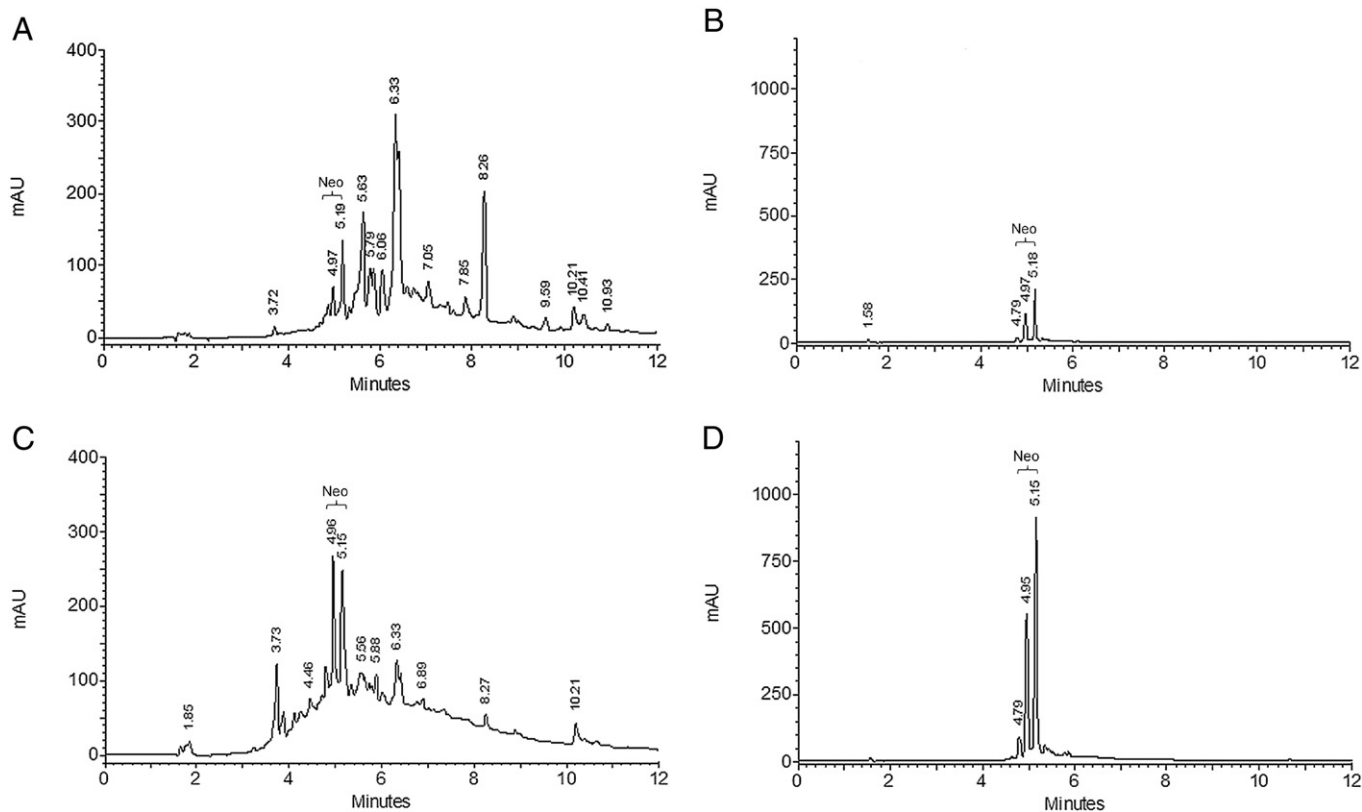 A
400
300
200
100
0
mAU
3.72
Neo
4.97
5.19
5.63
5.79
6.06
6.33
7.05
7.85
8.26
9.59
10.21
10.41
10.93
0 2 4 6 8 10 12
Minutes
B
1000
750
500
250
0
mAU
1.58
Neo
4.79
4.97
5.18
0 2 4 6 8 10 12
Minutes
C
400
300
200
100
0
mAU
1.85
3.73
4.46
Neo
4.96
5.15
5.56
5.88
6.33
6.89
8.27
10.21
0 2 4 6 8 10 12
Minutes
D
1000
750
500
250
0
mAU
Neo
4.79
4.95
5.15
0 2 4 6 8 10 12
Minutes